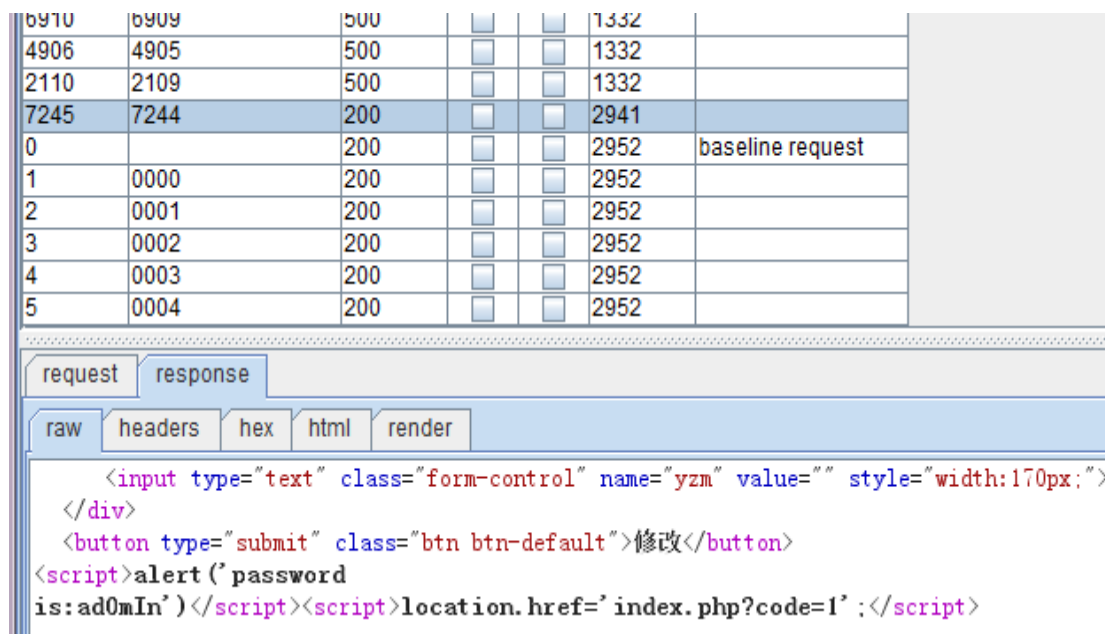 6910 6909 500 1332
4906 4905 500 1332
2110 2109 500 1332
7245 7244 200 2941
0 200 2952 baseline request
1 0000 200 2952
2 0001 200 2952
3 0002 200 2952
4 0003 200 2952
5 0004 200 2952
request response
raw headers hex html render
<input type="text" class="form-control" name="yzm" value="" style="width:170px;">
</div>
<button type="submit" class="btn btn-default">修改</button>
<script>alert('password
is:ad0mIn')</script><script>location.href='index.php?code=1';</script>